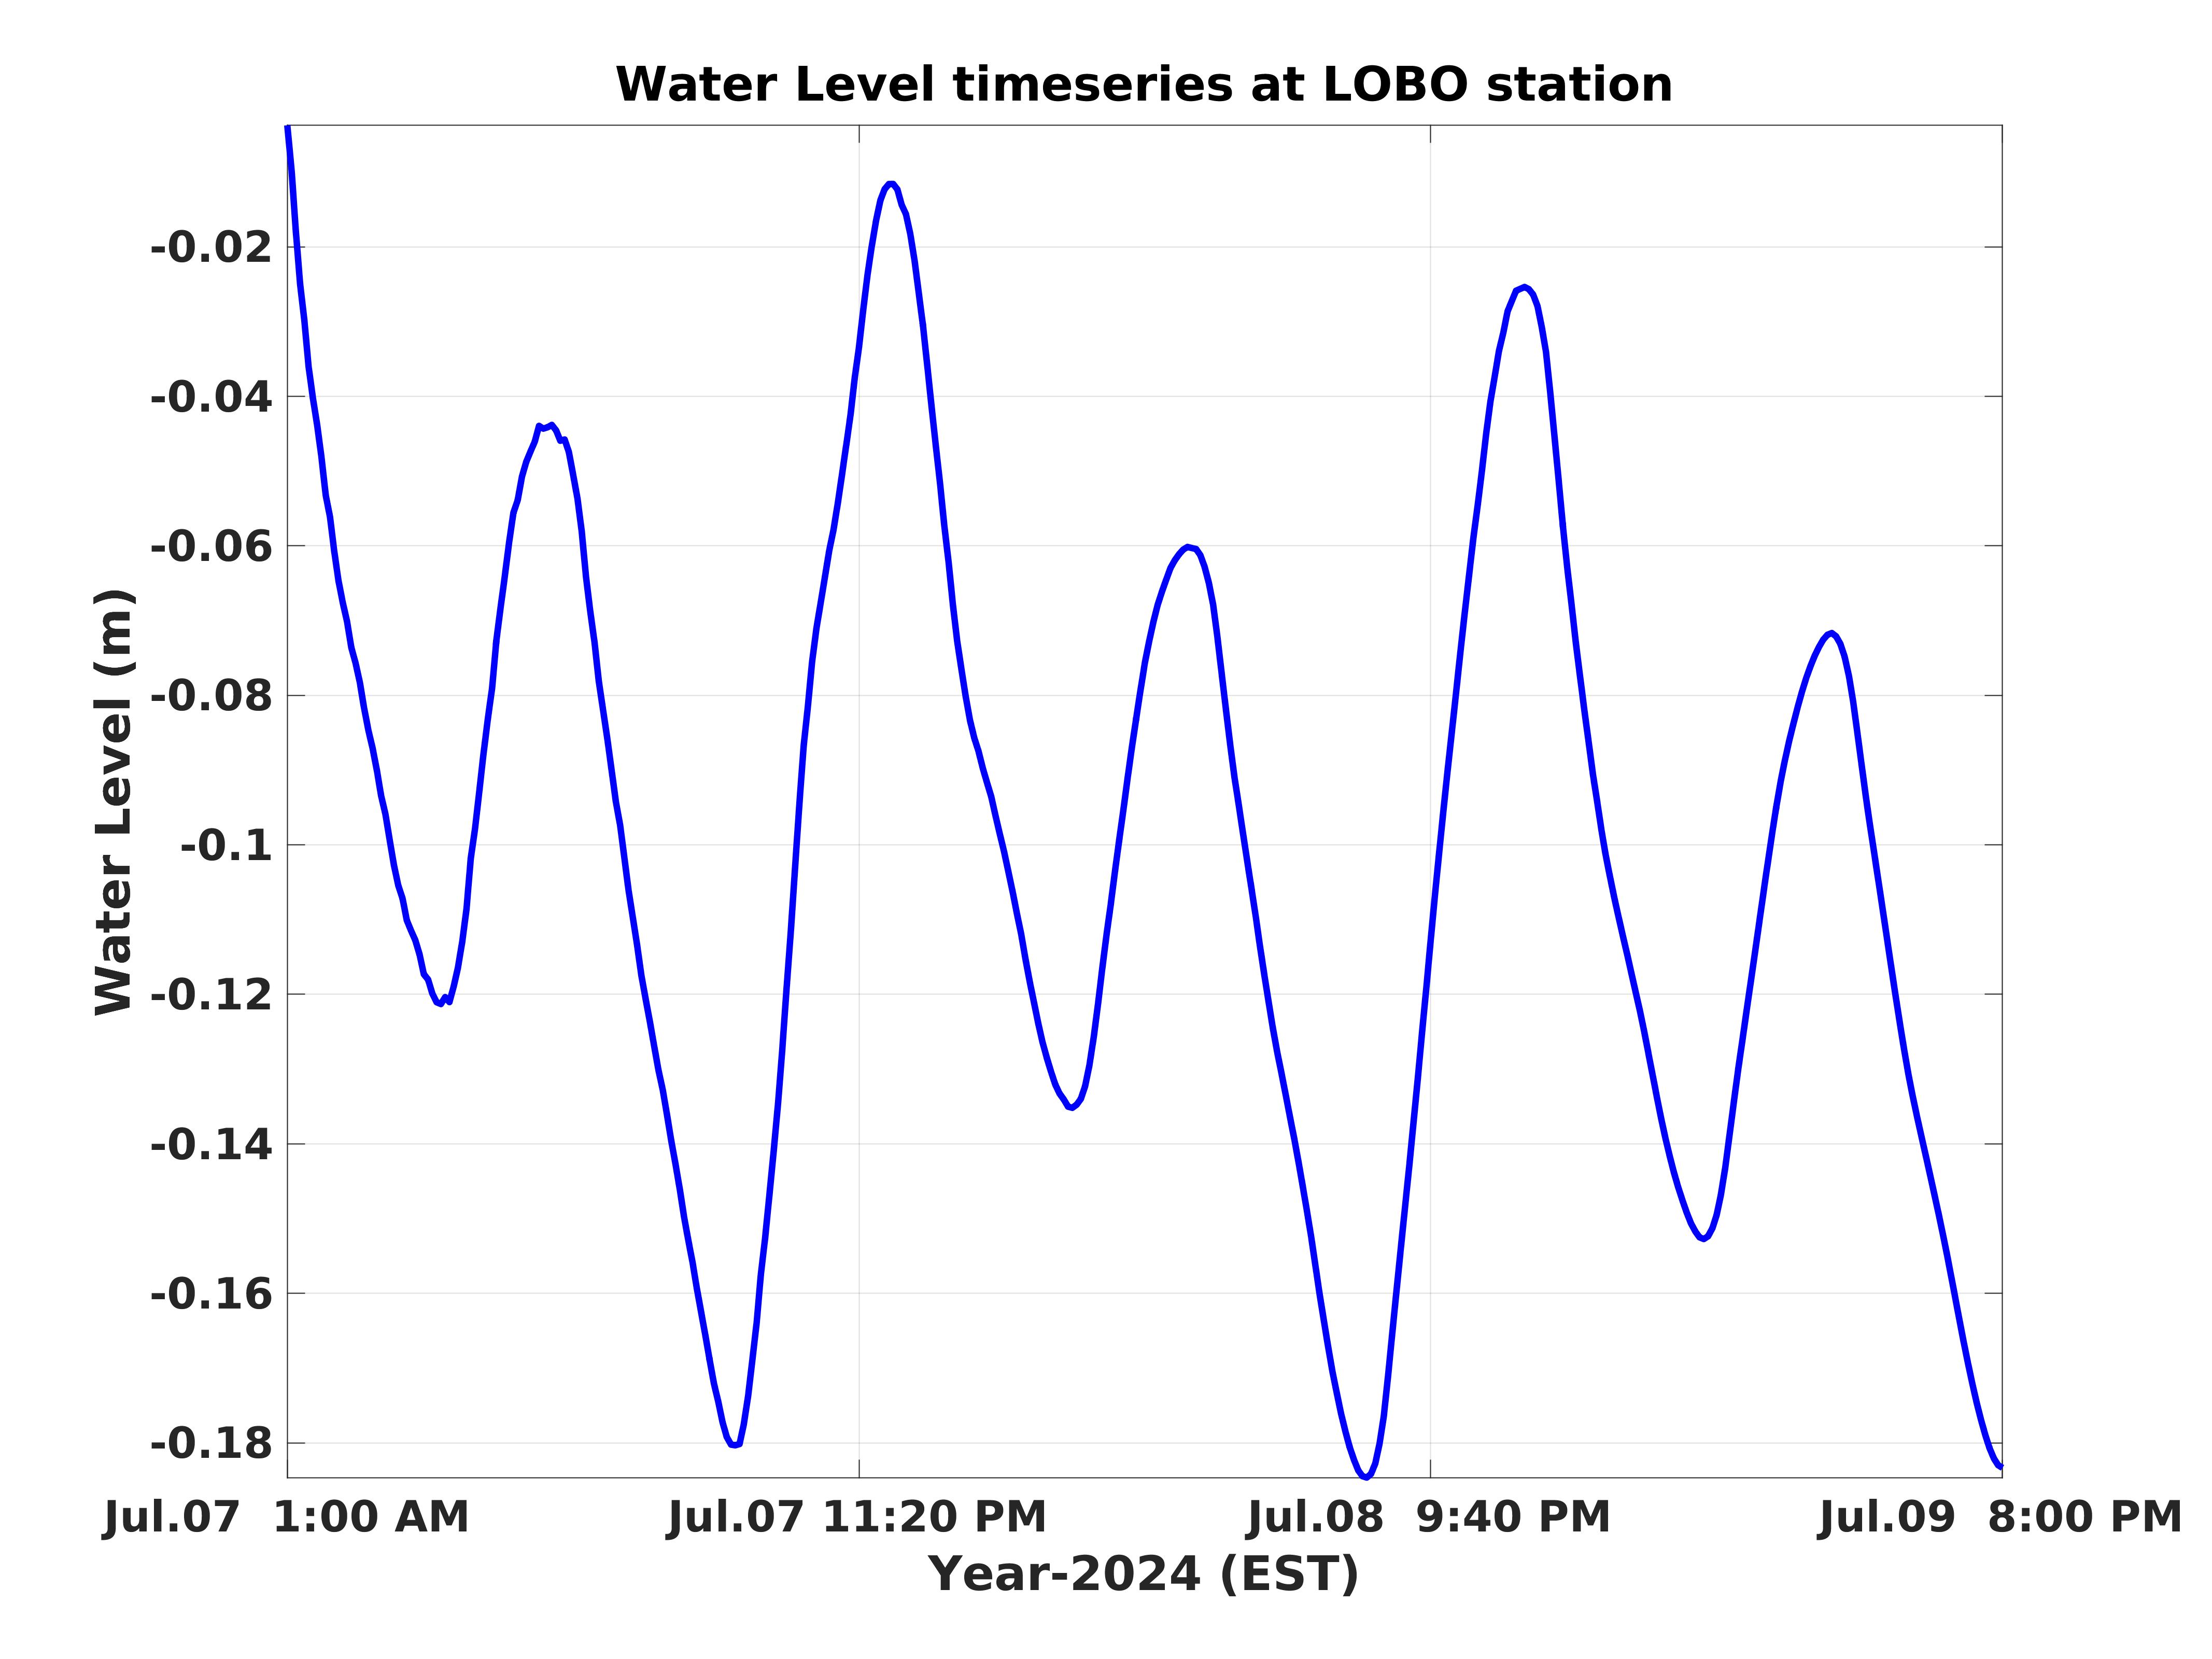 Water Level timeseries at LOBO station
Water Level (m)
-0.02
-0.04
-0.06
-0.08
-0.1
-0.12
-0.14
-0.16
-0.18
Jul.07  1:00 AM
Jul.07 11:20 PM
Jul.08  9:40 PM
Jul.09  8:00 PM
Year-2024 (EST)